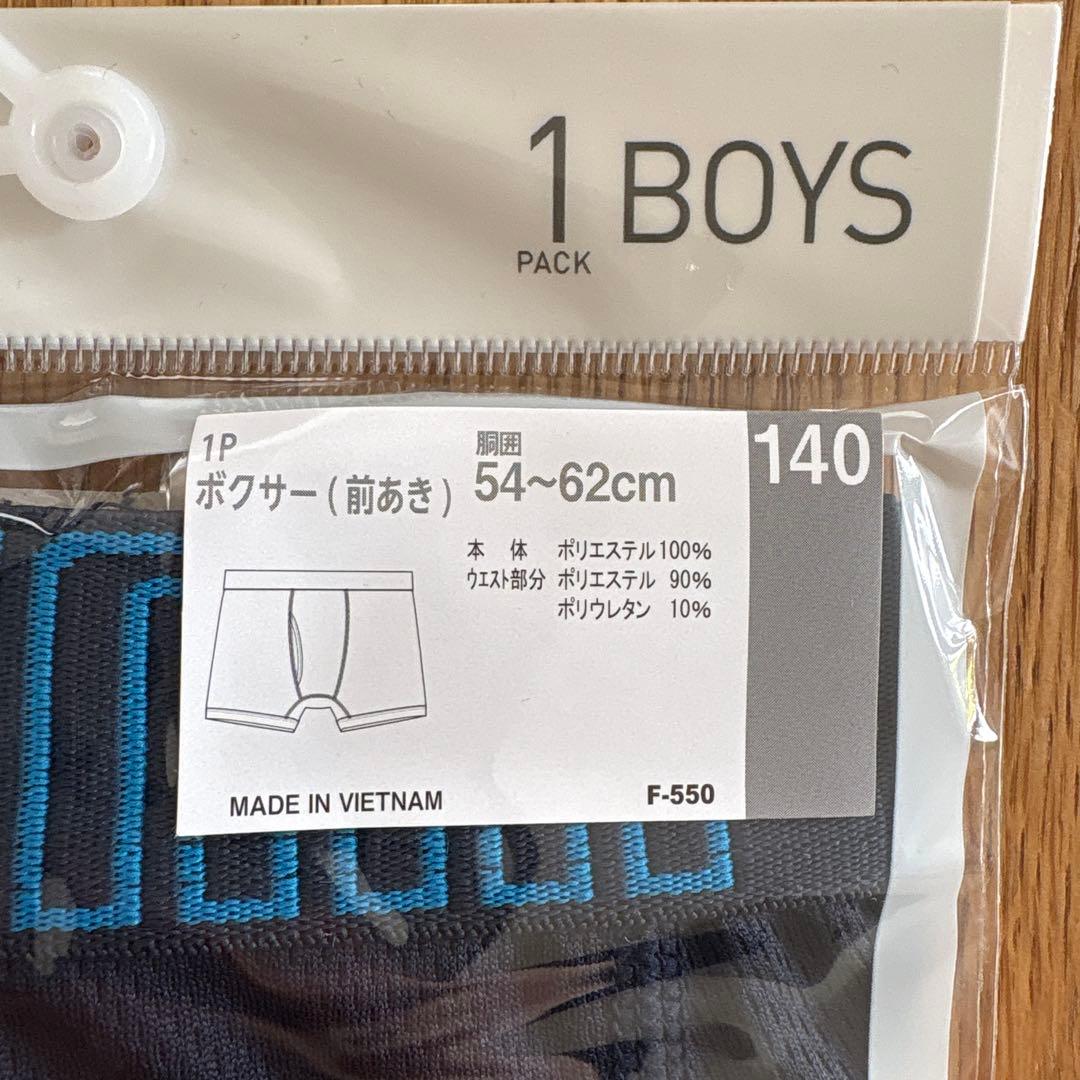 1 BOYS
PACK
1P
ボクサー(前あき)
胴囲
54~62cm
140
本 体 ポリエステル100%
ウエスト部分 ポリエステル 90%
ポリウレタン 10%
MADE IN VIETNAM
F-550